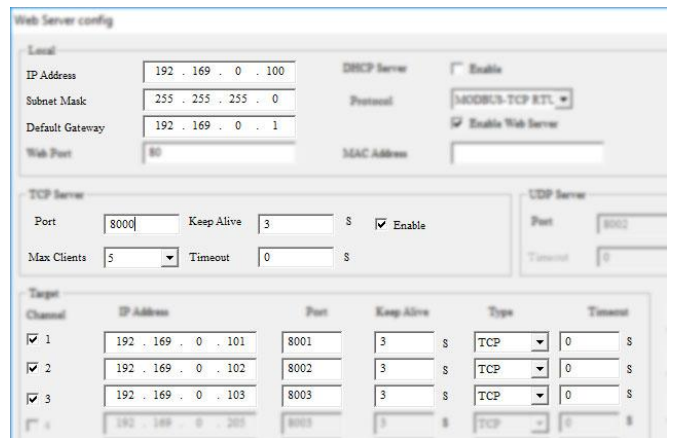 Web Server config
Local
IP Address 192 . 169 . 0 . 100 DHCP Server Enable
Subnet Mask 255 . 255 . 255 . 0 Protocol MODBUS-TCP RTU
Default Gateway 192 . 169 . 0 . 1 Enable Web Server
Web Port 80 MAC Address
TCP Server UDP Server
Port 8000 Keep Alive 3 S Enable Port 8002
Max Clients 5 Timeout 0 S Timeout 0
Target
Channel IP Address Port Keep Alive Type Timeout
1 192 . 169 . 0 . 101 8001 3 S TCP 0 S
2 192 . 169 . 0 . 102 8002 3 S TCP 0 S
3 192 . 169 . 0 . 103 8003 3 S TCP 0 S
4 192 . 169 . 0 . 205 8005 3 S TCP 0 S